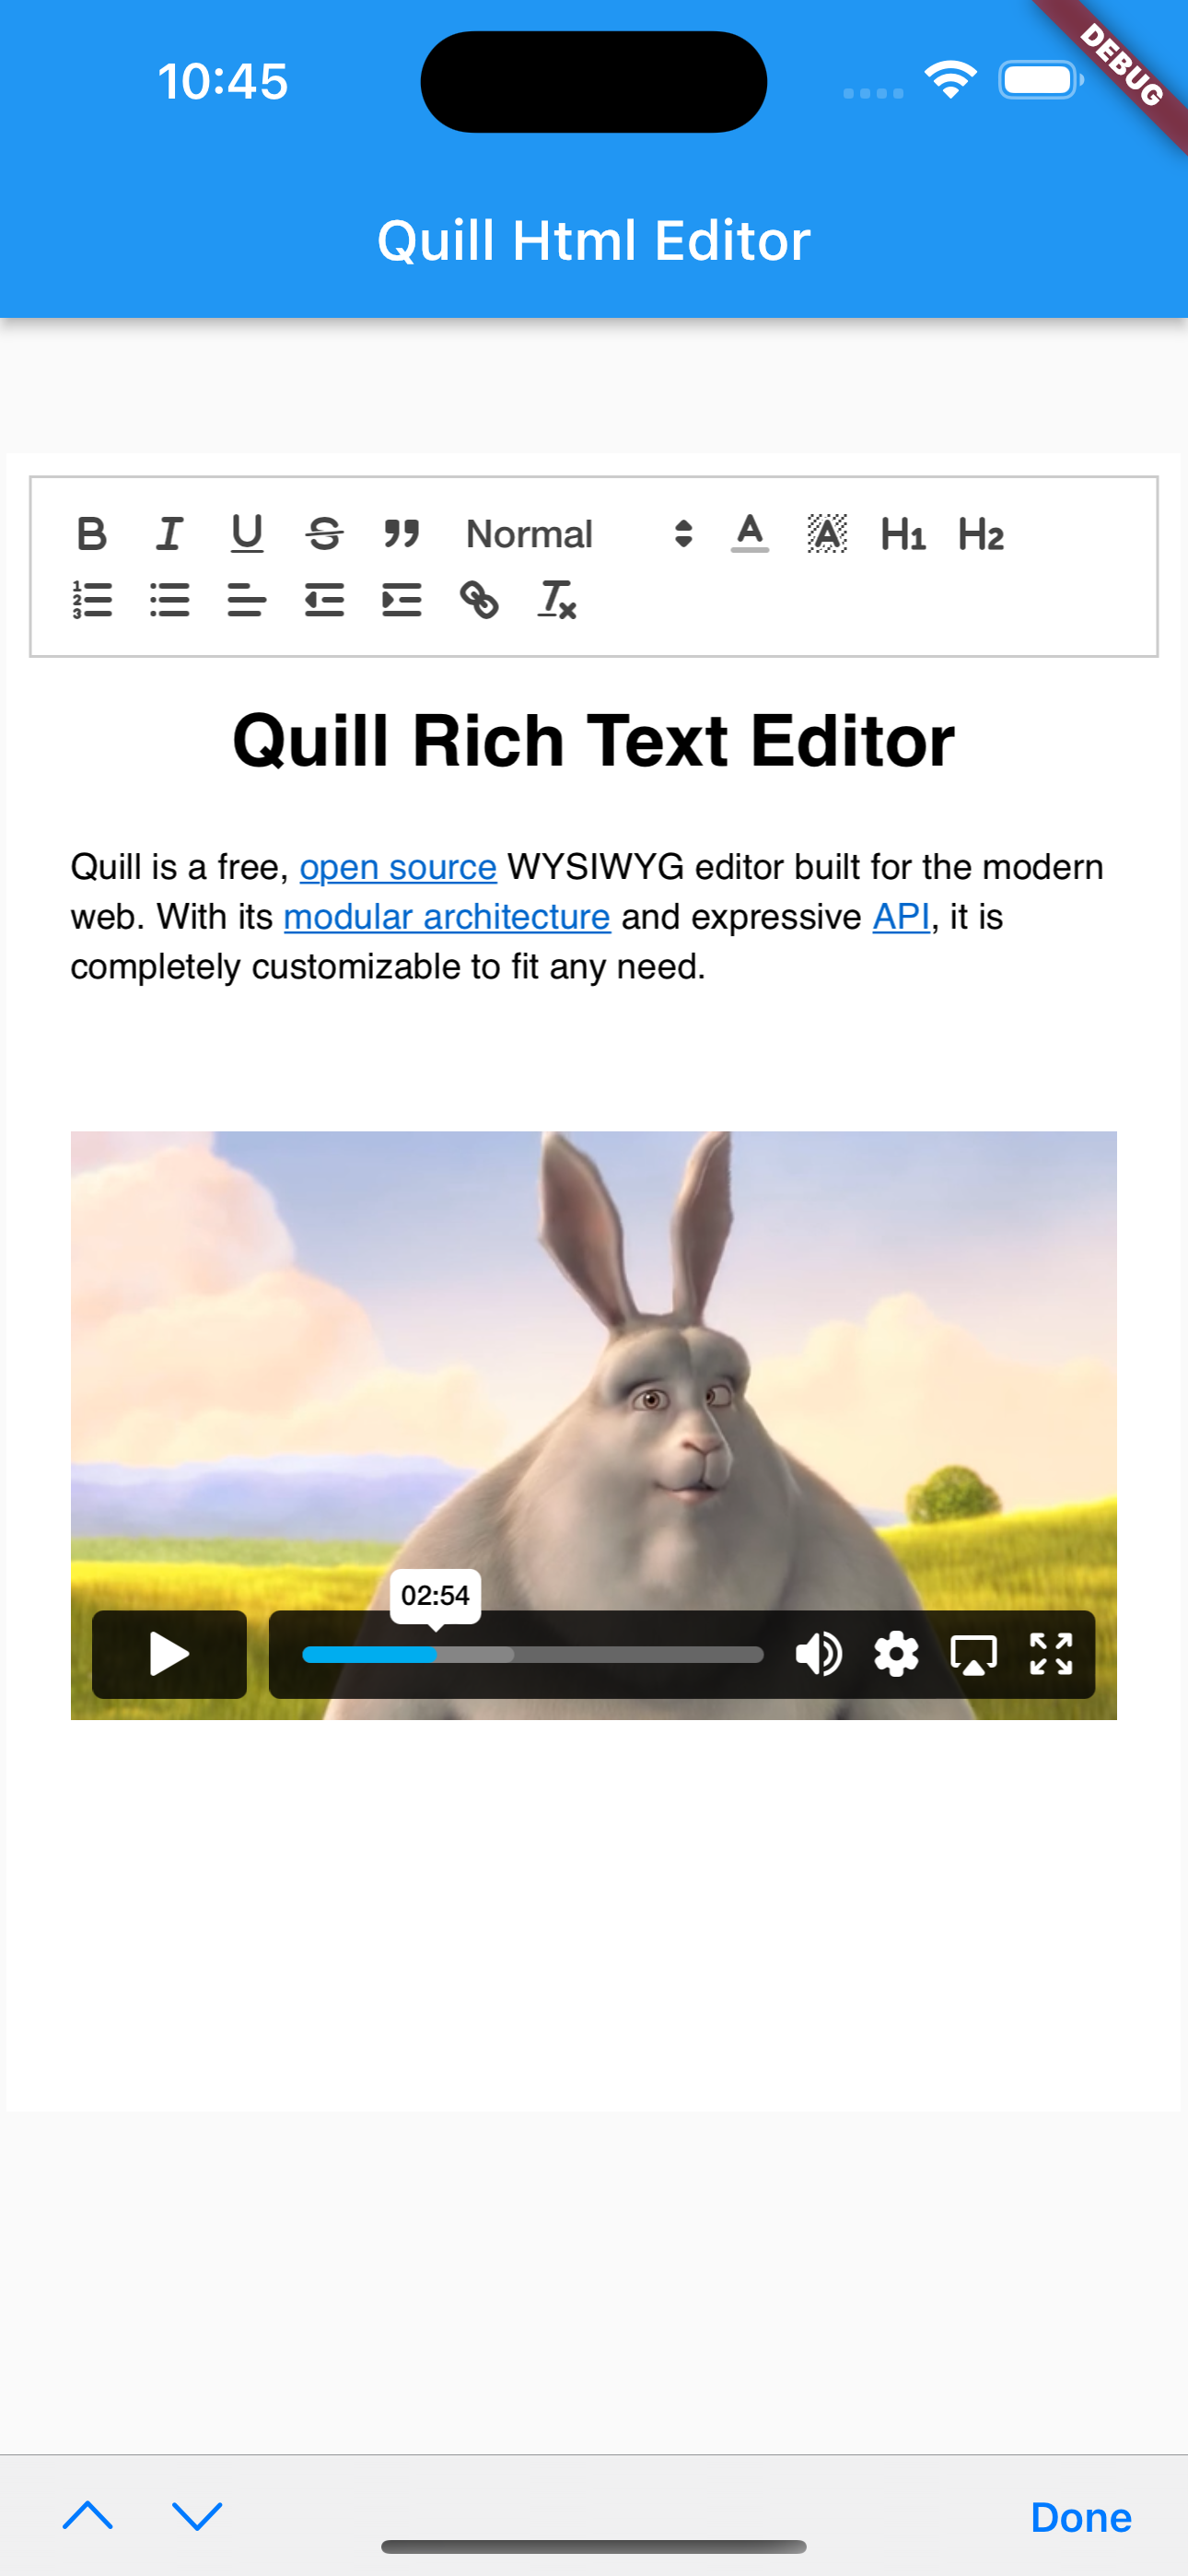 10:45
DEBUG
Quill Html Editor
B I U S ” Normal A A H1 H2
Quill Rich Text Editor
Quill is a free, open source WYSIWYG editor built for the modern
web. With its modular architecture and expressive API, it is
completely customizable to fit any need.
02:54
Done